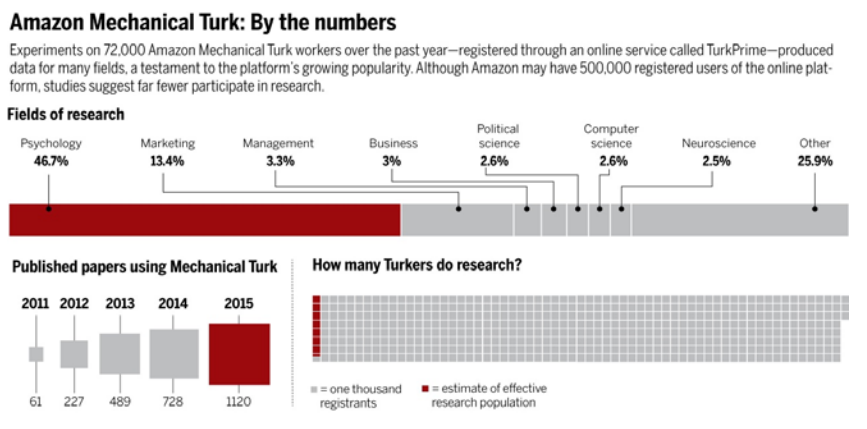 Amazon Mechanical Turk: By the numbers
Experiments on 72,000 Amazon Mechanical Turk workers over the past year—registered through an online service called TurkPrime—produced
data for many fields, a testament to the platform's growing popularity. Although Amazon may have 500,000 registered users of the online plat-
form, studies suggest far fewer participate in research.
Fields of research
Psychology
46.7%
Marketing
13.4%
Management
3.3%
Business
3%
Political
science
2.6%
Computer
science
2.6%
Neuroscience
2.5%
Other
25.9%
Published papers using Mechanical Turk
2011 2012 2013 2014 2015
61 227 489 728 1120
How many Turkers do research?
= one thousand
registrants
= estimate of effective
research population